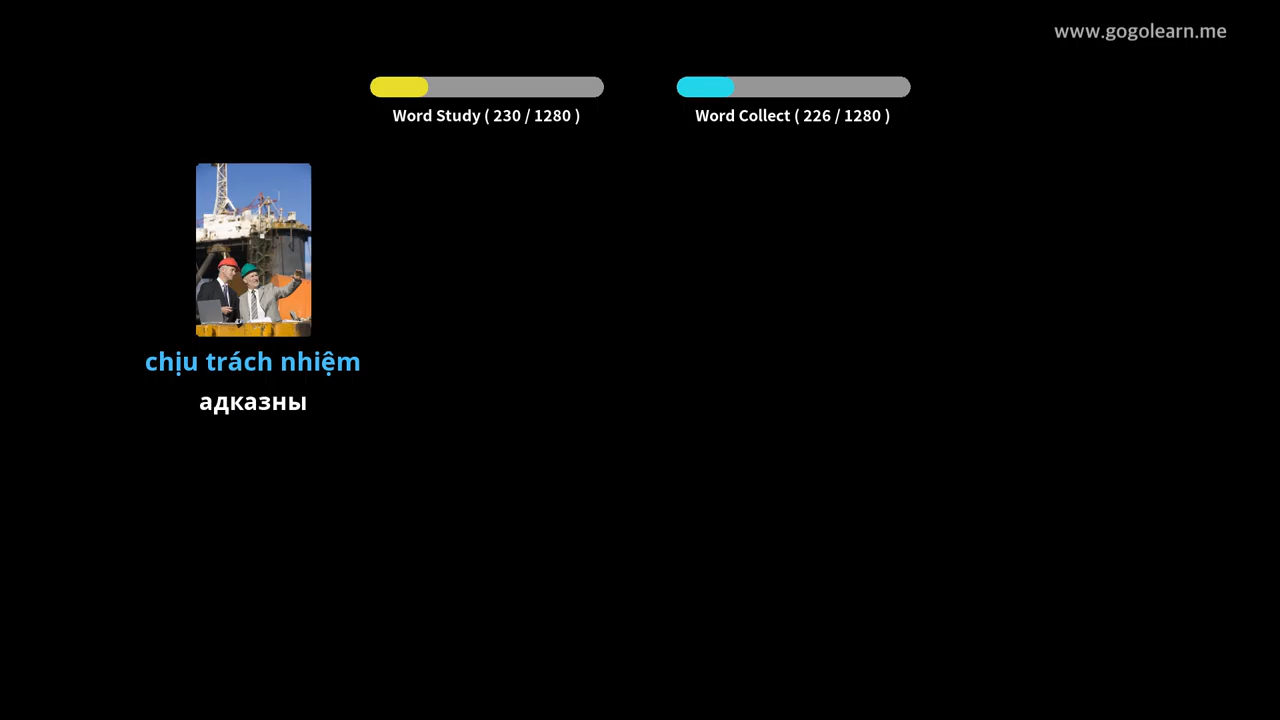 www.gogolearn.me
Word Study ( 230 / 1280 )
Word Collect ( 226 / 1280 )
chịu trách nhiệm
адказны